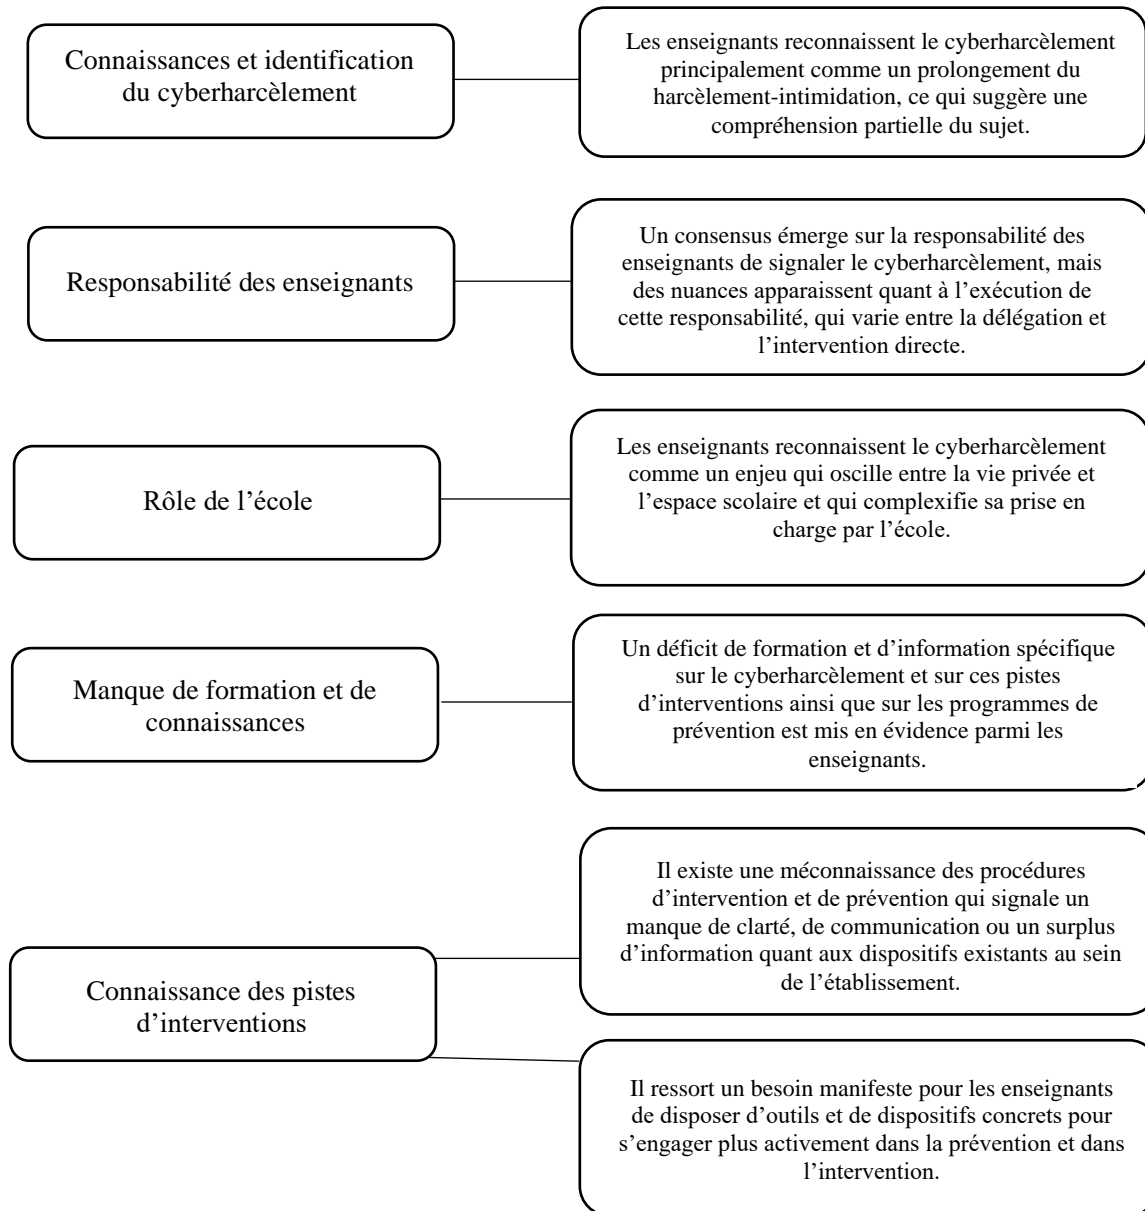 Connaissances et identification
du cyberharcèlement
Les enseignants reconnaissent le cyberharcèlement
principalement comme un prolongement du
harcèlement-intimidation, ce qui suggère une
compréhension partielle du sujet.
Responsabilité des enseignants
Un consensus émerge sur la responsabilité des
enseignants de signaler le cyberharcèlement, mais
des nuances apparaissent quant à l’exécution de
cette responsabilité, qui varie entre la délégation et
l’intervention directe.
Rôle de l’école
Les enseignants reconnaissent le cyberharcèlement
comme un enjeu qui oscille entre la vie privée et
l’espace scolaire et qui complexifie sa prise en
charge par l’école.
Manque de formation et de
connaissances
Un déficit de formation et d’information spécifique
sur le cyberharcèlement et sur ces pistes
d’interventions ainsi que sur les programmes de
prévention est mis en évidence parmi les
enseignants.
Connaissance des pistes
d’interventions
Il existe une méconnaissance des procédures
d’intervention et de prévention qui signale un
manque de clarté, de communication ou un surplus
d’information quant aux dispositifs existants au sein
de l’établissement.
Il ressort un besoin manifeste pour les enseignants
de disposer d’outils et de dispositifs concrets pour
s’engager plus activement dans la prévention et dans
l’intervention.